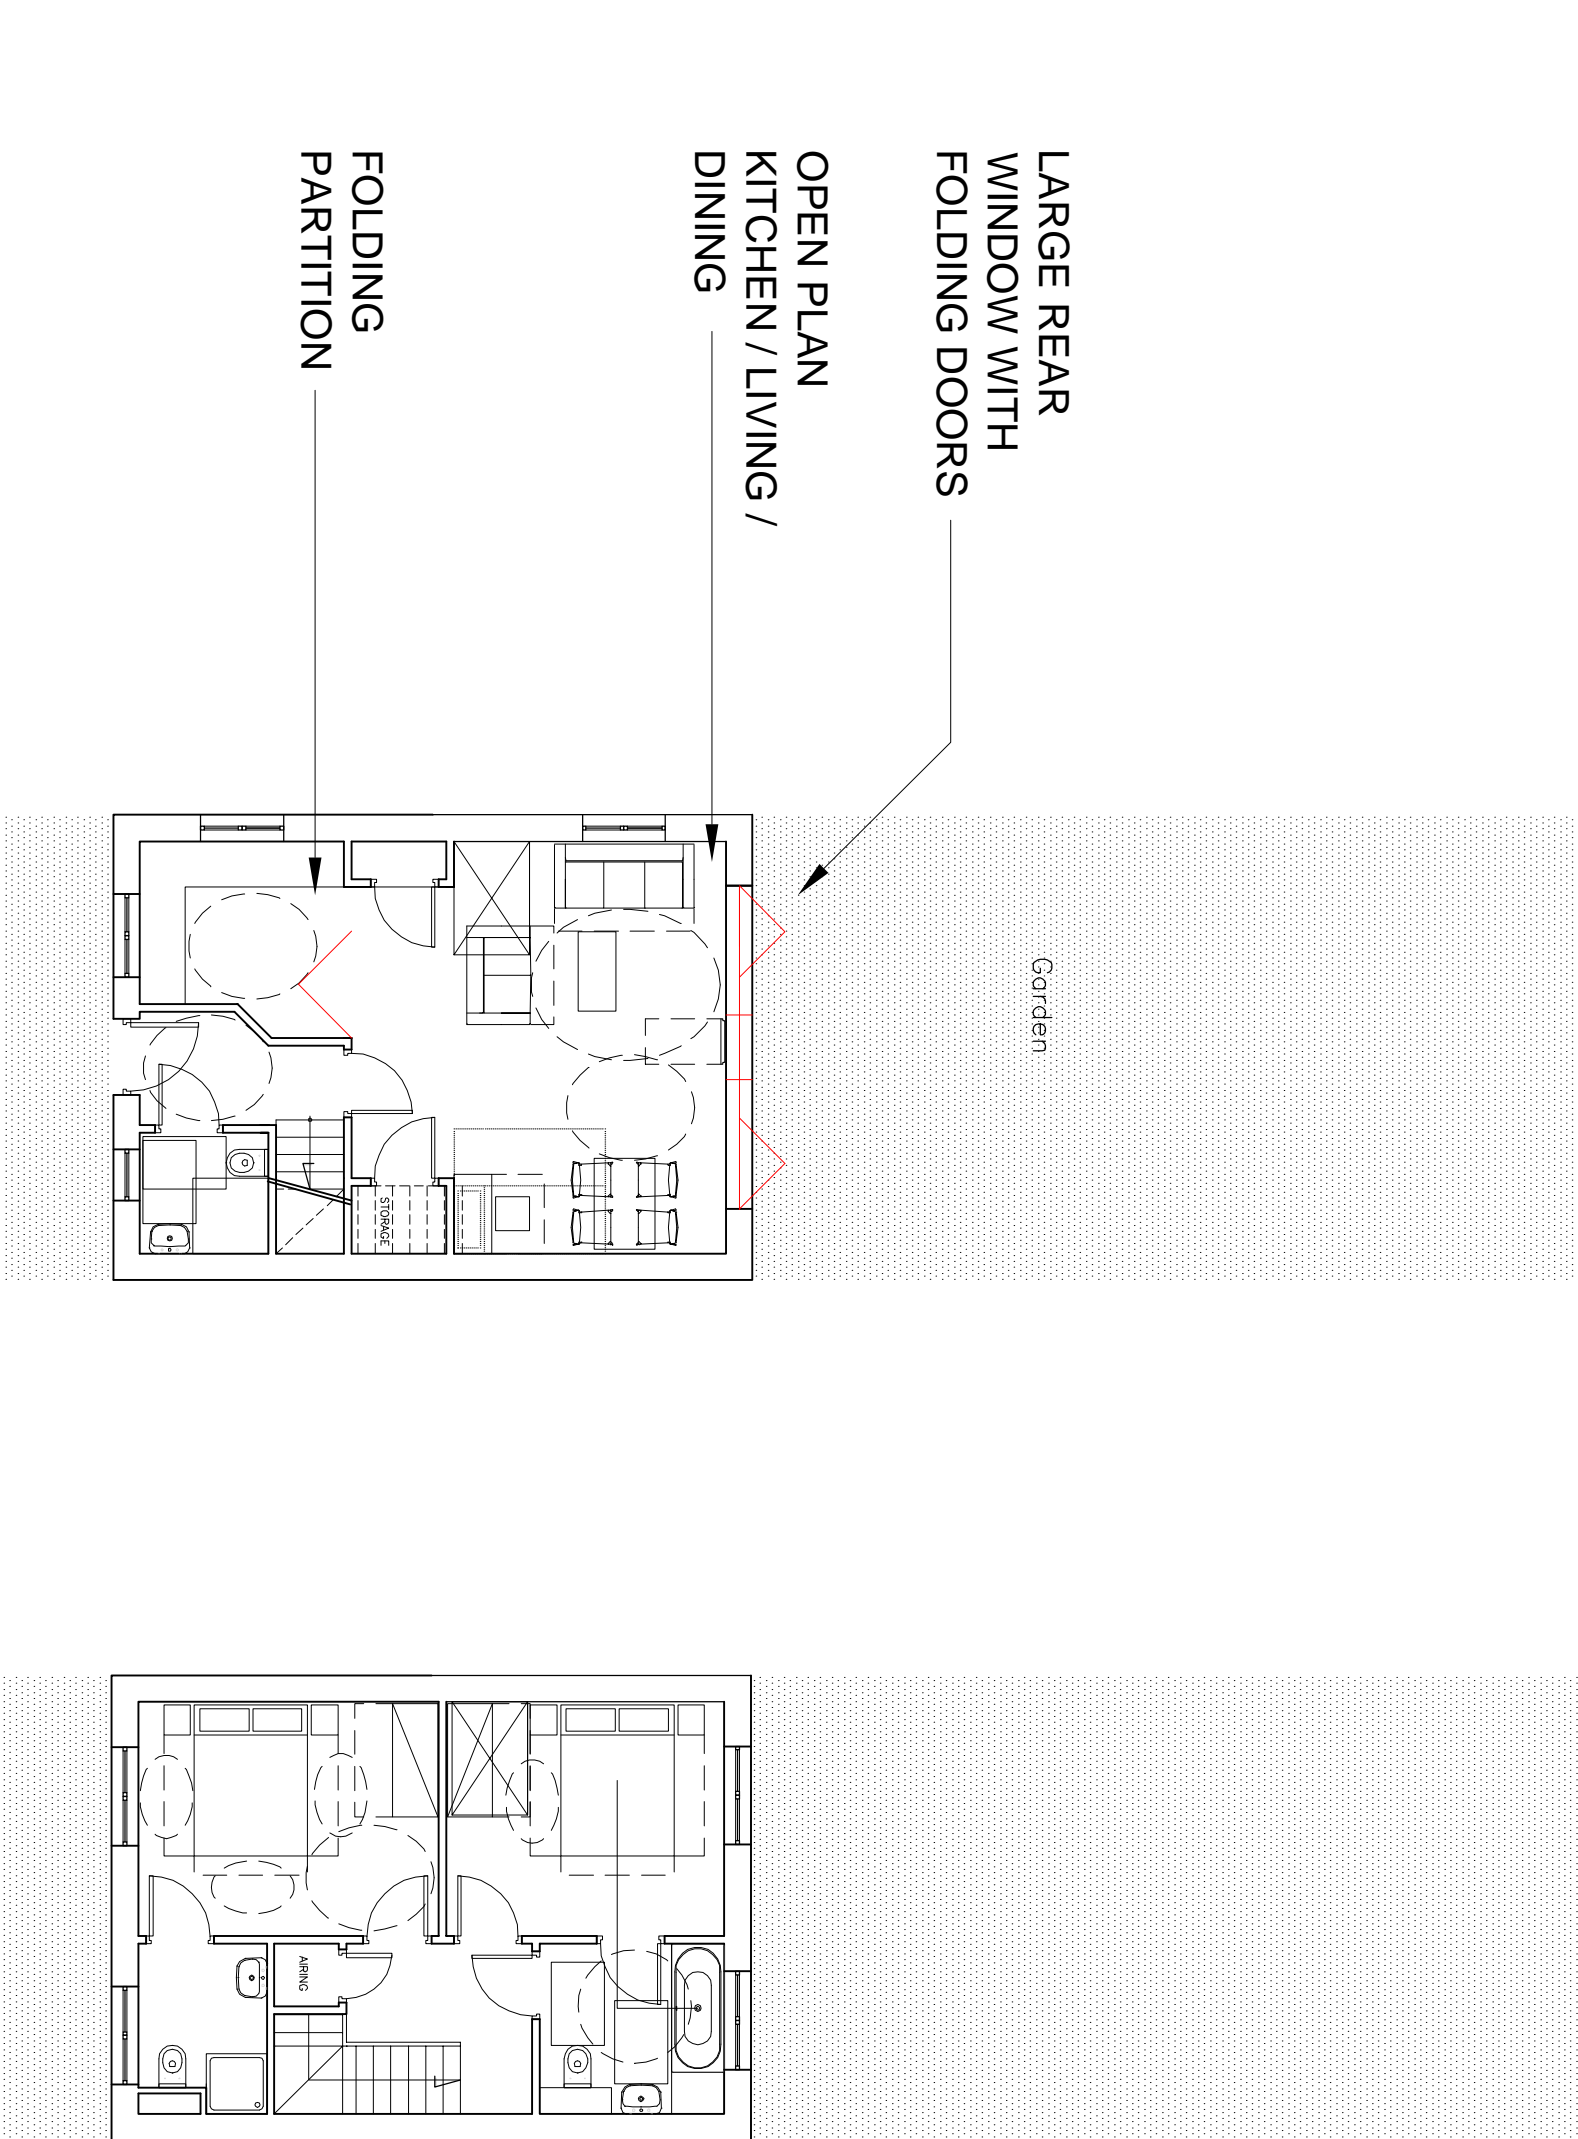 LARGE REAR
WINDOW WITH
FOLDING DOORS
OPEN PLAN
KITCHEN / LIVING /
DINING
FOLDING
PARTITION
Garden
STORAGE
AIRING